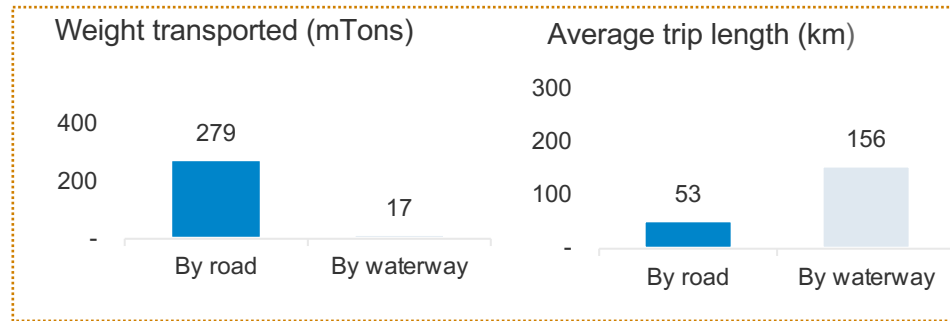 Weight transported (mTons)
400
279
200
17
-
By road
By waterway
Average trip length (km)
300
200
156
100
53
-
By road
By waterway